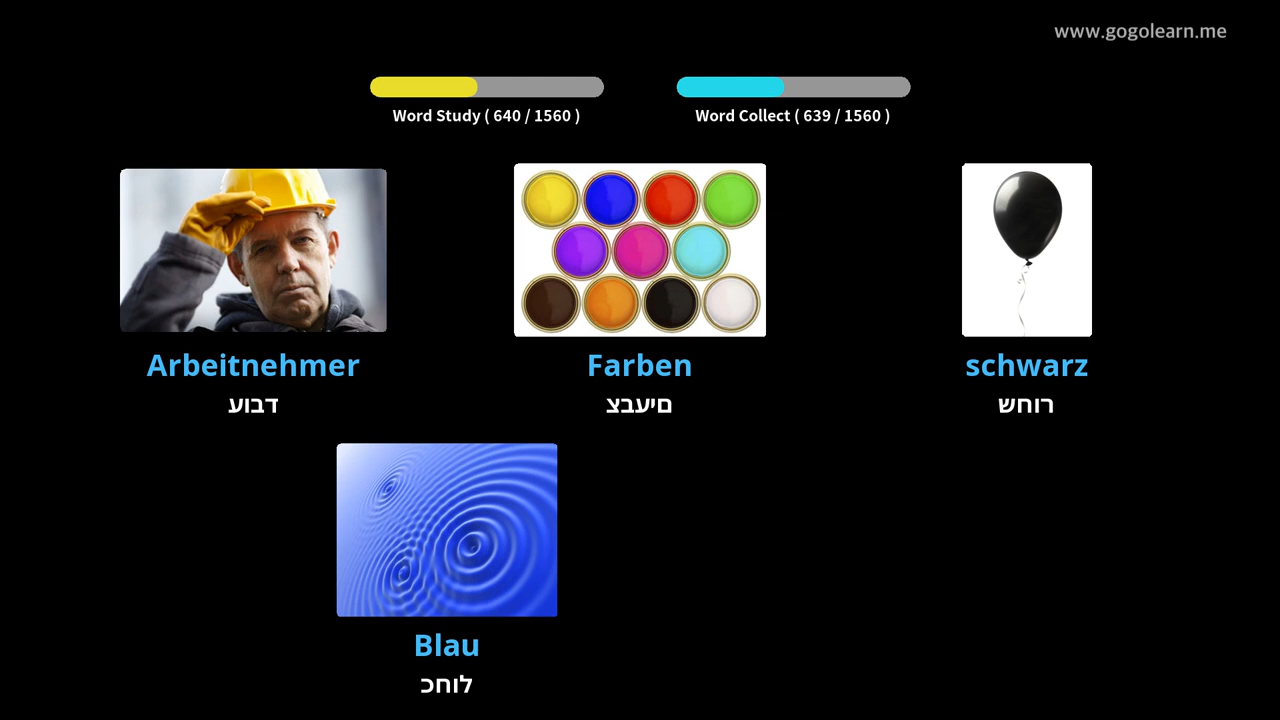 www.gogolearn.me
Word Study ( 640 / 1560 )
Word Collect ( 639 / 1560 )
Arbeitnehmer
עובד
Farben
צבעים
schwarz
שחור
Blau
כחול